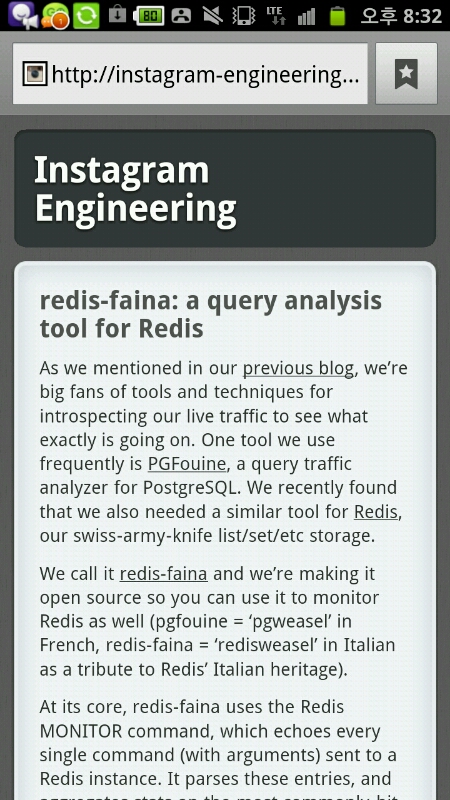 80 LTE 오후 8:32
http://instagram-engineering...
Instagram
Engineering
redis-faina: a query analysis
tool for Redis
As we mentioned in our previous blog, we’re
big fans of tools and techniques for
introspecting our live traffic to see what
exactly is going on. One tool we use
frequently is PGFouine, a query traffic
analyzer for PostgreSQL. We recently found
that we also needed a similar tool for Redis,
our swiss-army-knife list/set/etc storage.
We call it redis-faina and we’re making it
open source so you can use it to monitor
Redis as well (pgfouine = ‘pgweasel’ in
French, redis-faina = ‘redisweasel’ in Italian
as a tribute to Redis’ Italian heritage).
At its core, redis-faina uses the Redis
MONITOR command, which echoes every
single command (with arguments) sent to a
Redis instance. It parses these entries, and
aggregates stats on the most commonly-hit